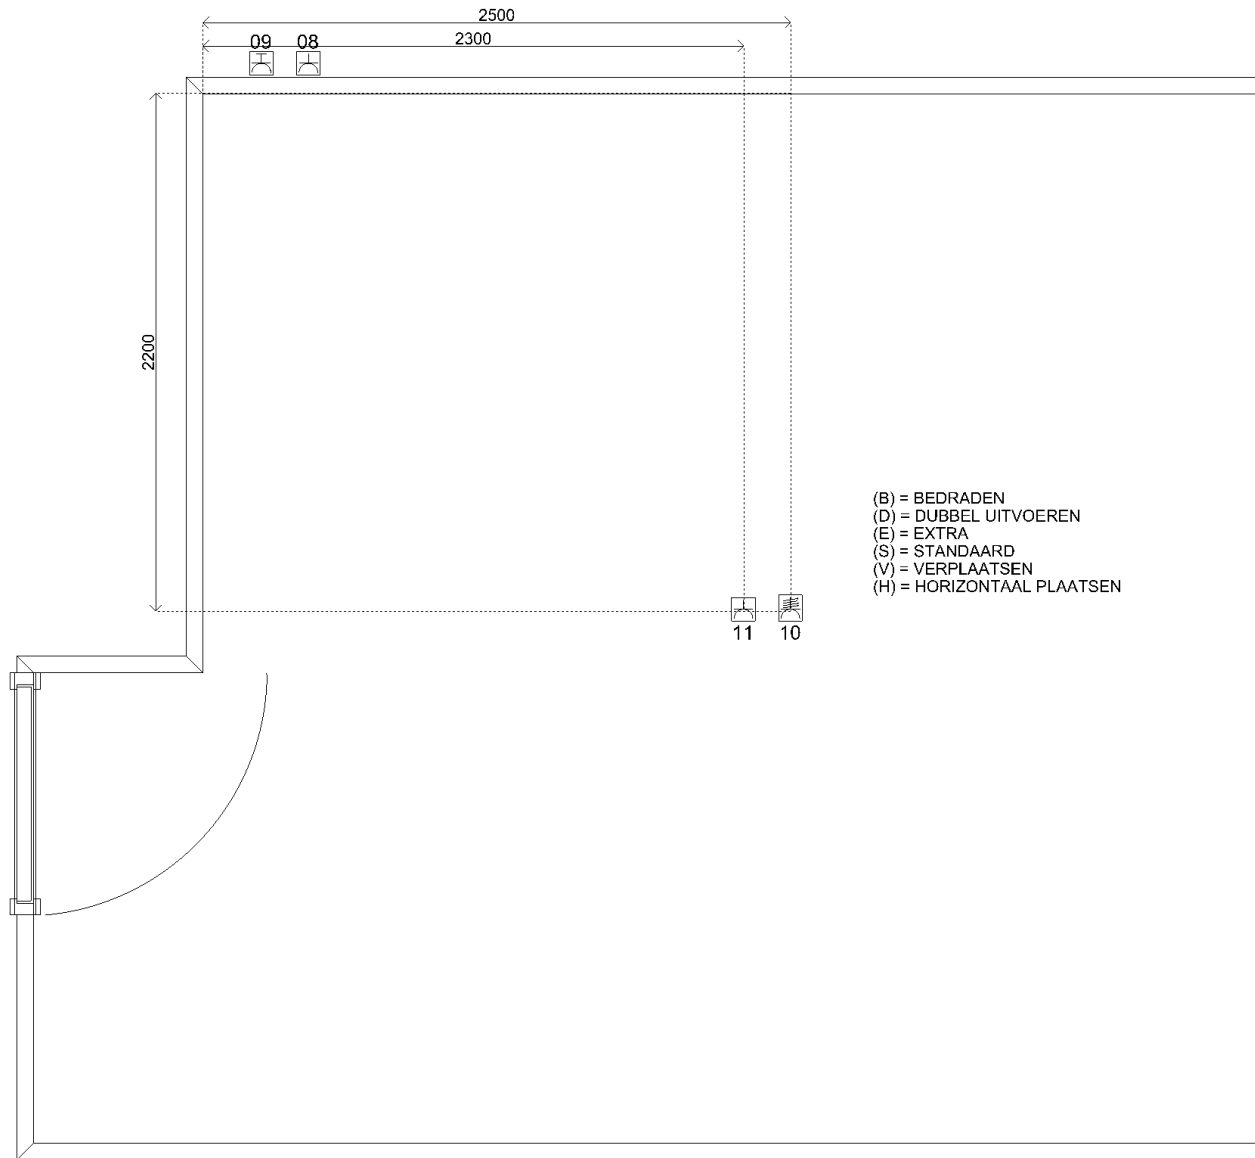 2500
09 08
2300
2200
(B) = BEDRADEN
(D) = DUBBEL UITVOEREN
(E) = EXTRA
(S) = STANDAARD
(V) = VERPLAATSEN
(H) = HORIZONTAAL PLAATSEN
11 10